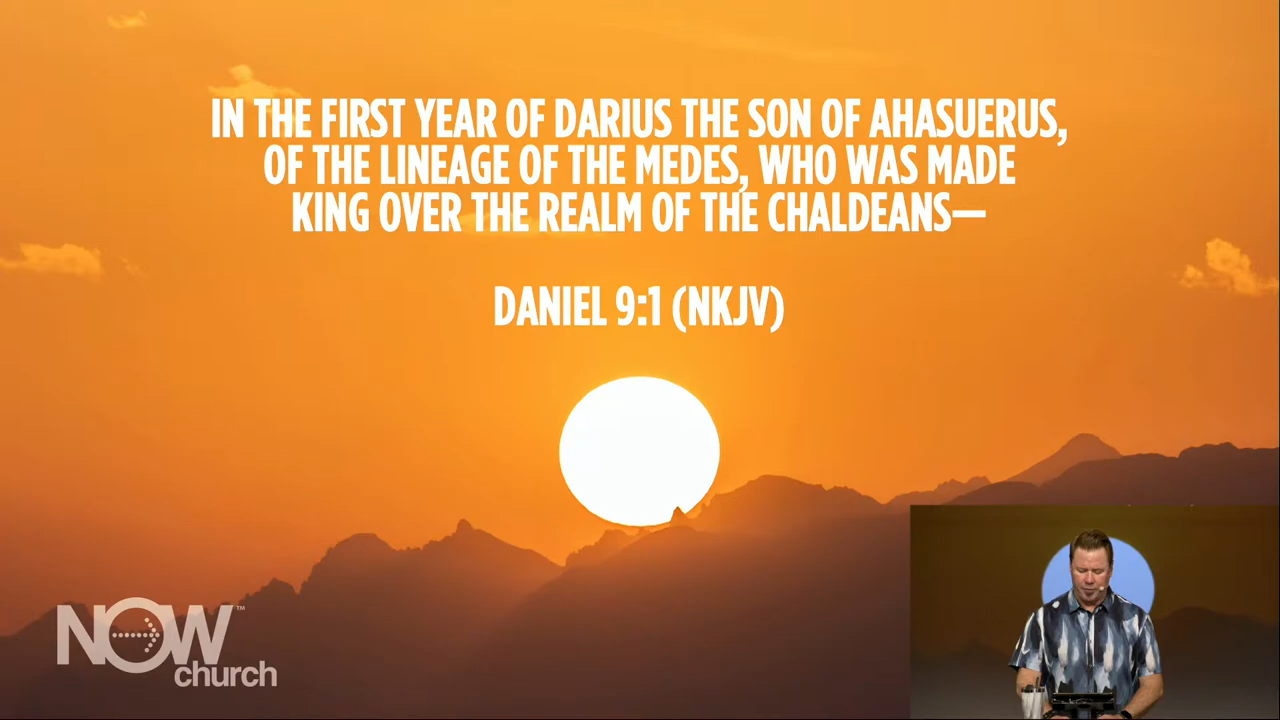 IN THE FIRST YEAR OF DARIUS THE SON OF AHASUERUS,
OF THE LINEAGE OF THE MEDES, WHO WAS MADE
KING OVER THE REALM OF THE CHALDEANS—
DANIEL 9:1 (NKJV)
NOW™
church